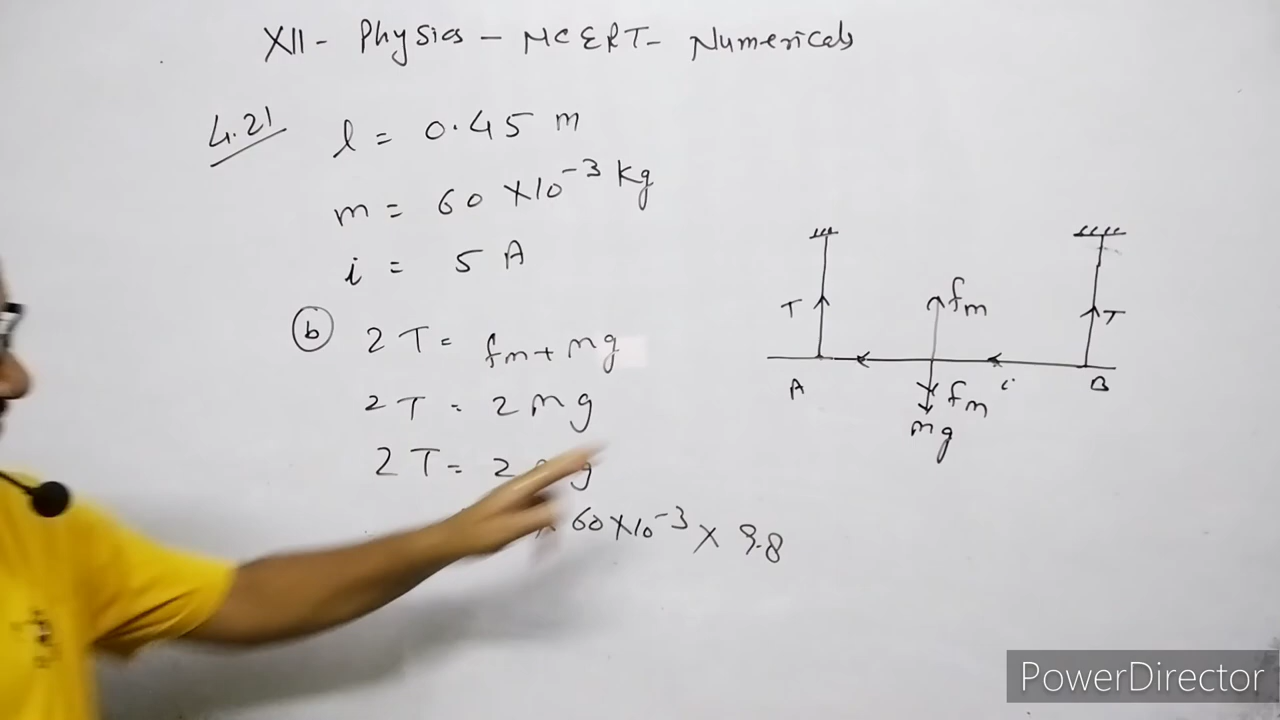 XII - Physics - NCERT - Numericals
4.21
l = 0.45 m
m = 60 × 10⁻³ Kg
i = 5 A
(b) 2T = fm + mg
2T = 2mg
2T = 2 g
× 60 × 10⁻³ × 9.8
T
fm
T
A
i
B
fm
mg
PowerDirector